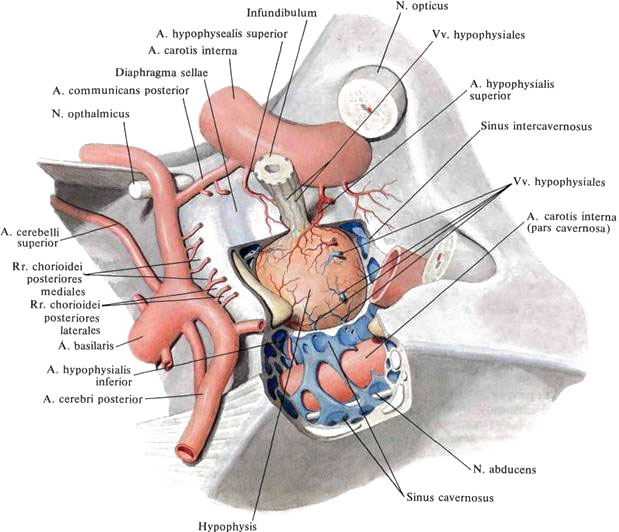 Infundibulum
A. hypophysealis superior
A. carotis interna
Diaphragma sellae
A. communicans posterior
N. opthalmicus
A. cerebelli
superior
Rr. chorioidei
posteriores
mediales
Rr. chorioidei
posteriores
laterales
A. basilaris
A. hypophysialis
inferior
A. cerebri posterior
Hypophysis
N. opticus
Vv. hypophysiales
A. hypophysialis
superior
Sinus intercavernosus
Vv. hypophysiales
A. carotis interna
(pars cavernosa)
N. abducens
Sinus cavernosus